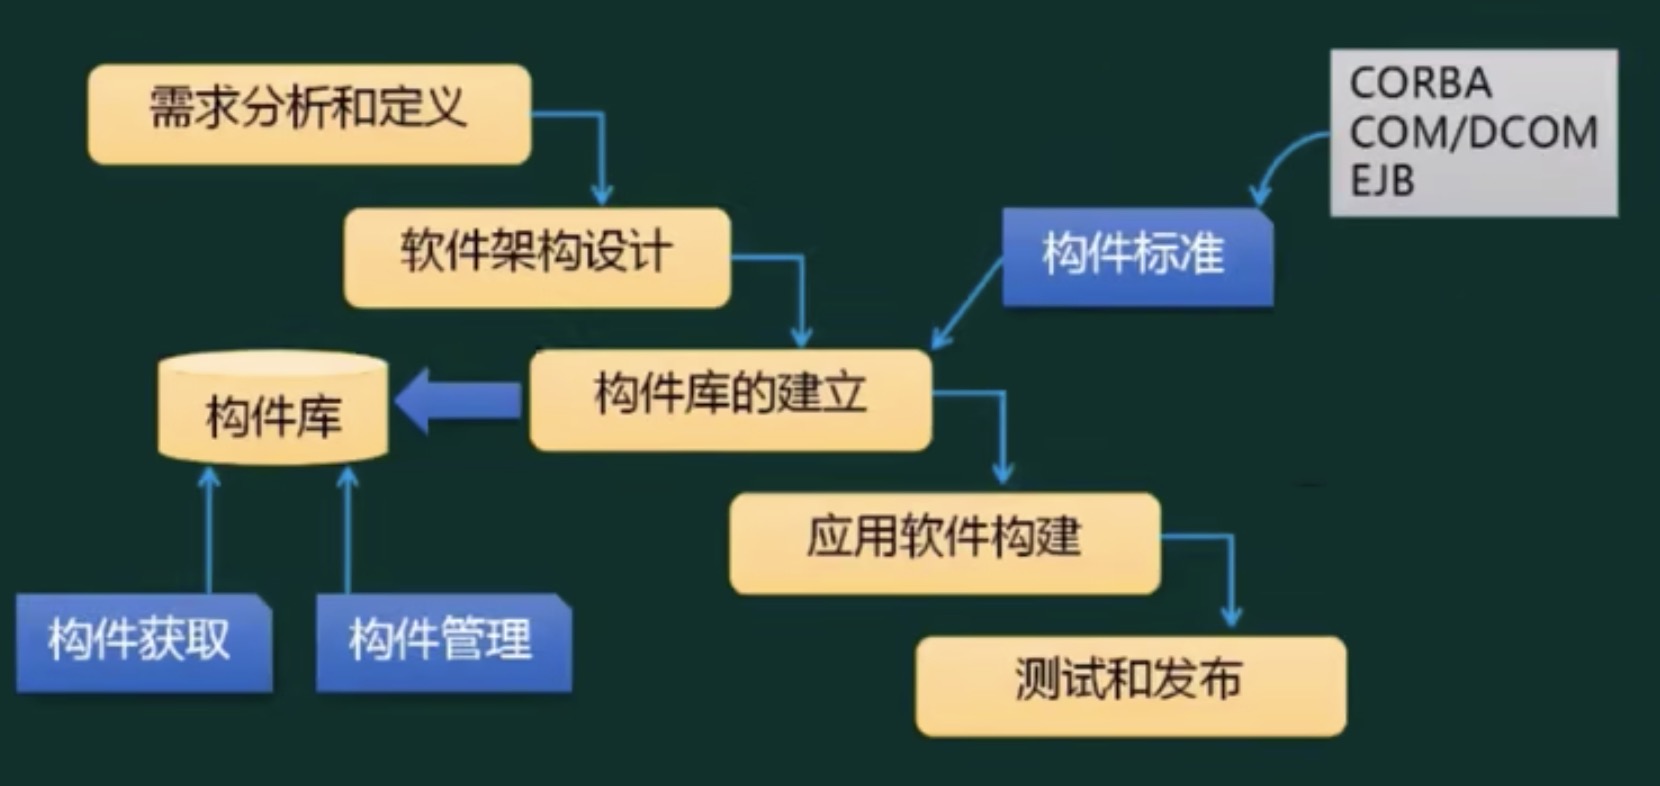 需求分析和定义
CORBA
COM/DCOM
EJB
软件架构设计
构件标准
构件库
构件库的建立
应用软件构建
构件获取
构件管理
测试和发布